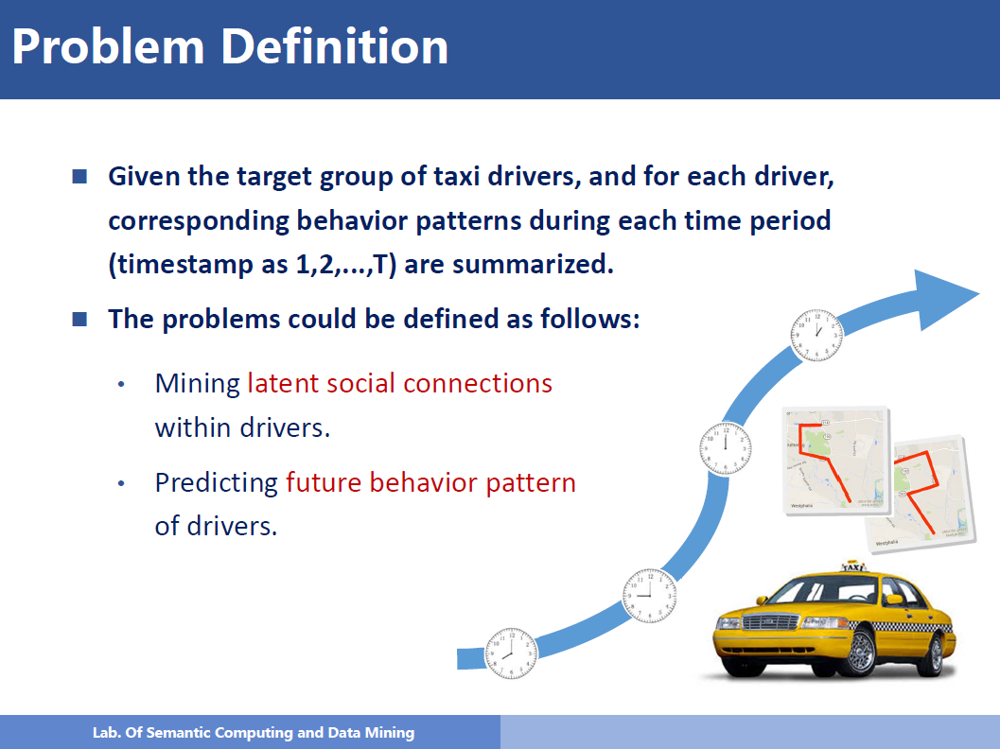 Problem Definition
Given the target group of taxi drivers, and for each driver,
corresponding behavior patterns during each time period
(timestamp as 1,2,...,T) are summarized.
The problems could be defined as follows:
• Mining latent social connections
within drivers.
• Predicting future behavior pattern
of drivers.
Westphalia
Westphalia
TAXI
Lab. Of Semantic Computing and Data Mining